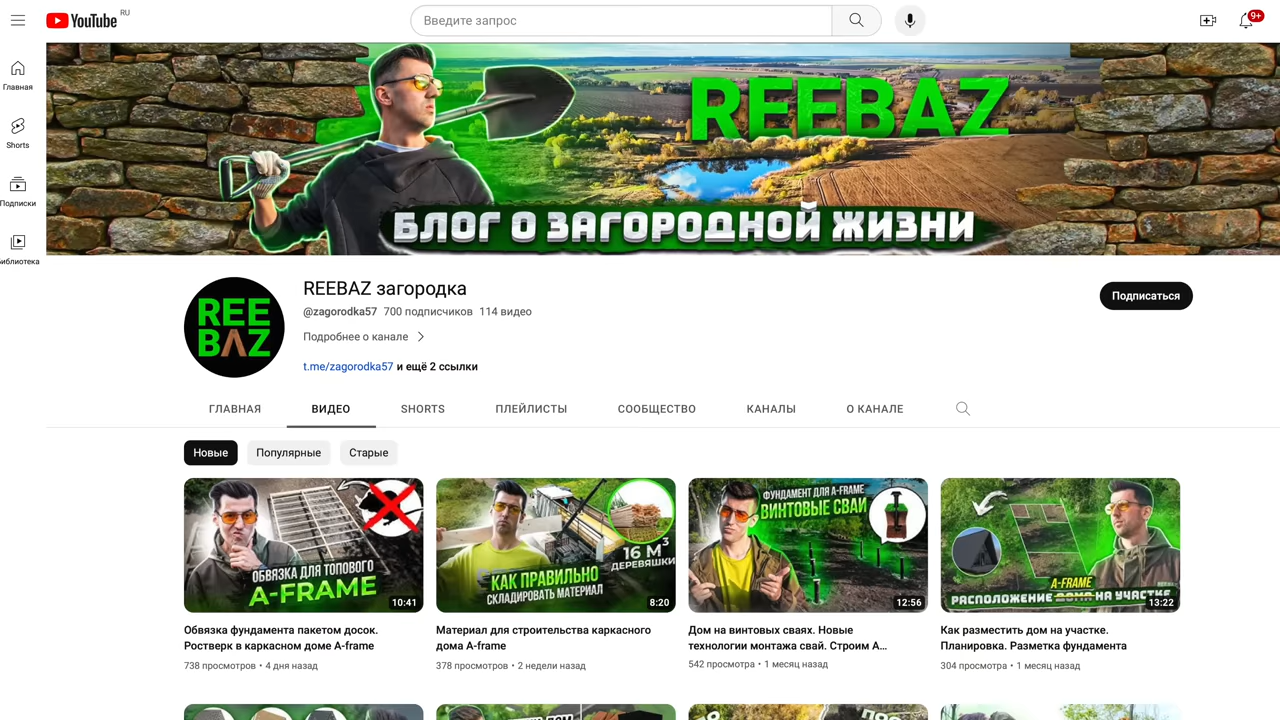 YouTube RU
Введите запрос
9+
Главная
Shorts
Подписки
Библиотека
REEBAZ
БЛОГ О ЗАГОРОДНОЙ ЖИЗНИ
REE
BAZ
REEBAZ загородка
@zagorodka57 700 подписчиков 114 видео
Подробнее о канале
t.me/zagorodka57 и ещё 2 ссылки
Подписаться
ГЛАВНАЯ ВИДЕО SHORTS ПЛЕЙЛИСТЫ СООБЩЕСТВО КАНАЛЫ О КАНАЛЕ
Новые Популярные Старые
ОБВЯЗКА ДЛЯ ТОПОВОГО
A-FRAME
10:41
16 М³
ДЕРЕВЯШКИ
КАК ПРАВИЛЬНО
СКЛАДИРОВАТЬ МАТЕРИАЛ
8:20
ФУНДАМЕНТ ДЛЯ A-FRAME
ВИНТОВЫЕ СВАИ
12:56
A-FRAME
РАСПОЛОЖЕНИЕ ДОМА НА УЧАСТКЕ
13:22
Обвязка фундамента пакетом досок.
Ростверк в каркасном доме A-frame
738 просмотров • 4 дня назад
Материал для строительства каркасного
дома A-frame
378 просмотров • 2 недели назад
Дом на винтовых сваях. Новые
технологии монтажа свай. Строим А...
542 просмотра • 1 месяц назад
Как разместить дом на участке.
Планировка. Разметка фундамента
304 просмотра • 1 месяц назад